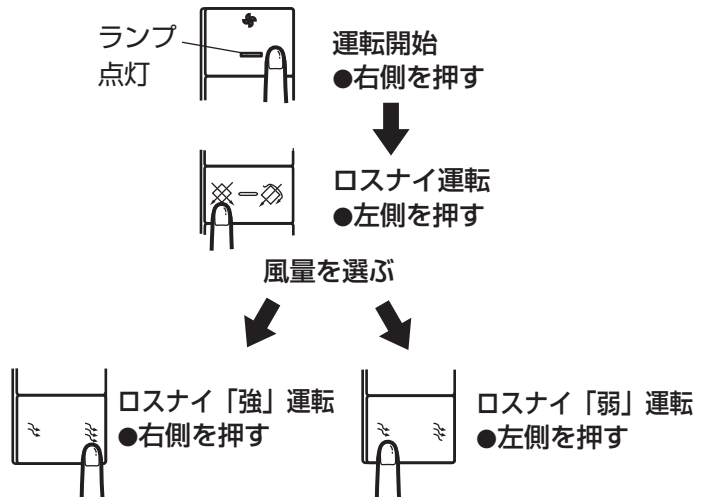 ランプ
点灯
運転開始
●右側を押す
ロスナイ運転
●左側を押す
風量を選ぶ
ロスナイ「強」運転
●右側を押す
ロスナイ「弱」運転
●左側を押す